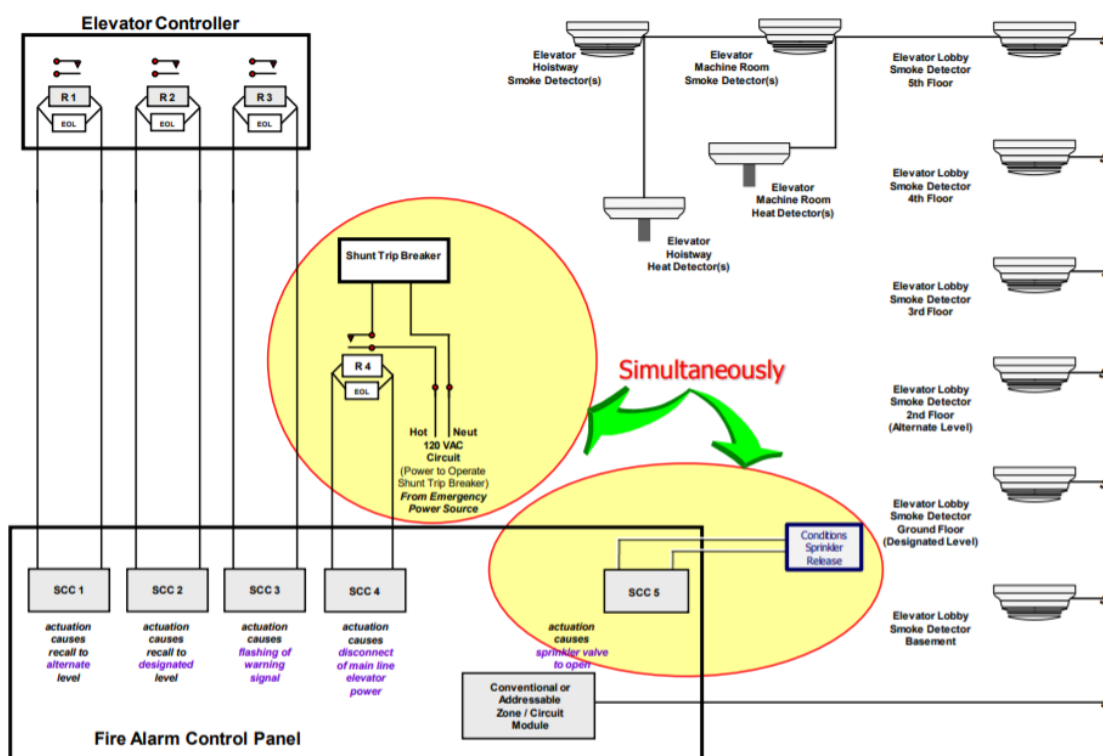 Elevator Controller
R 1
EOL
R 2
EOL
R 3
EOL
Elevator
Hoistway
Smoke Detector(s)
Elevator
Machine Room
Smoke Detector(s)
Elevator Lobby
Smoke Detector
5th Floor
Elevator
Machine Room
Heat Detector(s)
Elevator Lobby
Smoke Detector
4th Floor
Elevator
Hoistway
Heat Detector(s)
Shunt Trip Breaker
Elevator Lobby
Smoke Detector
3rd Floor
R 4
EOL
Simultaneously
Hot Neut
120 VAC
Circuit
(Power to Operate
Shunt Trip Breaker)
From Emergency
Power Source
Elevator Lobby
Smoke Detector
2nd Floor
(Alternate Level)
Elevator Lobby
Smoke Detector
Ground Floor
(Designated Level)
Conditions
Sprinkler
Release
SCC 1
actuation
causes
recall to
alternate
level
SCC 2
actuation
causes
recall to
designated
level
SCC 3
actuation
causes
flashing of
warning
signal
SCC 4
actuation
causes
disconnect
of main line
elevator
power
SCC 5
actuation
causes
sprinkler valve
to open
Elevator Lobby
Smoke Detector
Basement
Conventional or
Addressable
Zone / Circuit
Module
Fire Alarm Control Panel